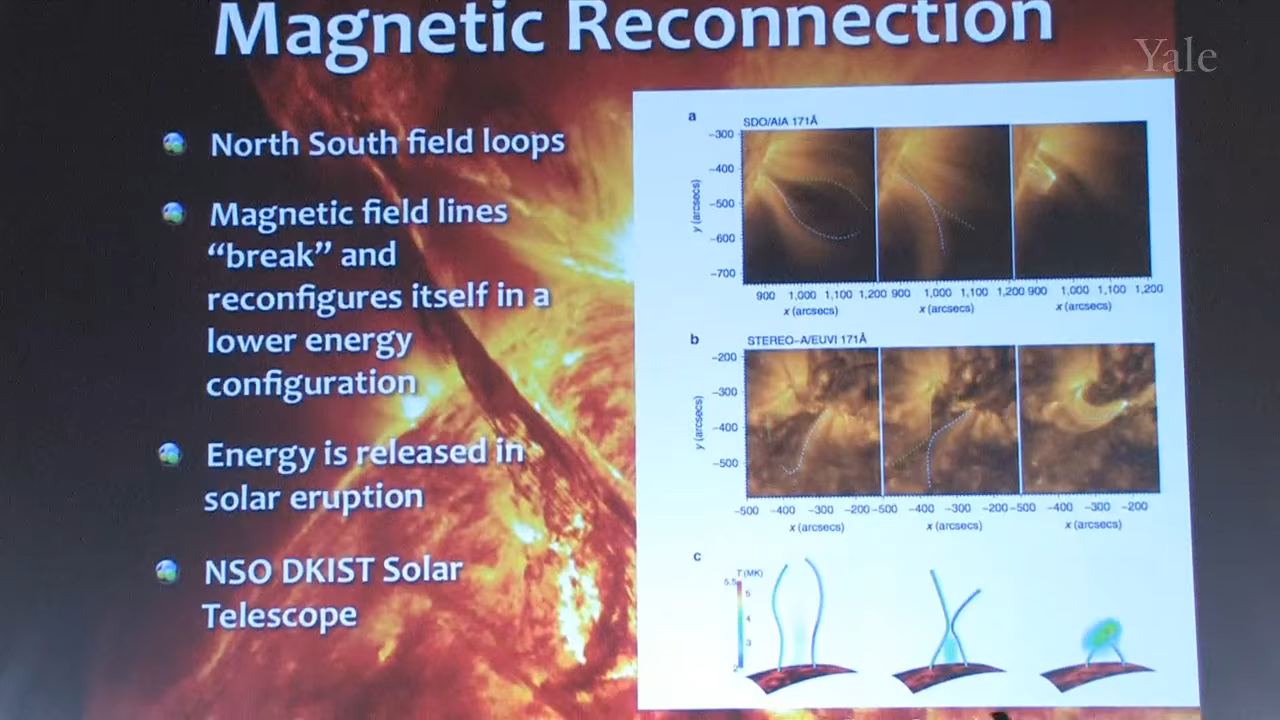 Magnetic Reconnection
Yale
North South field loops
Magnetic field lines
“break” and
reconfigures itself in a
lower energy
configuration
Energy is released in
solar eruption
NSO DKIST Solar
Telescope
a
SDO/AIA 171Å
y (arcsecs)
−300
−400
−500
−600
−700
900 1,000 1,100 1,200 900 1,000 1,100 1,200 900 1,000 1,100 1,200
x (arcsecs) x (arcsecs) x (arcsecs)
b
STEREO−A/EUVI 171Å
y (arcsecs)
−200
−300
−400
−500
−500 −400 −300 −200 −500 −400 −300 −200 −500 −400 −300 −200
x (arcsecs) x (arcsecs) x (arcsecs)
c
T (MK)
5.5
5
4
3
2